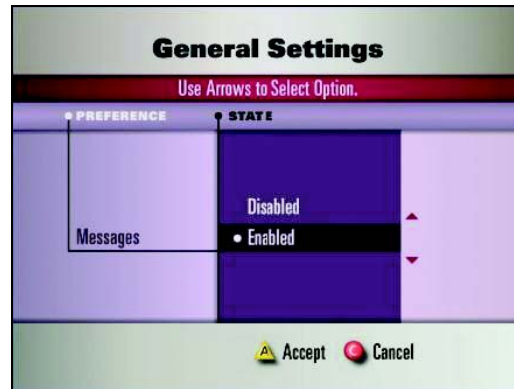 General Settings
Use Arrows to Select Option.
PREFERENCE STATE
Disabled
Messages Enabled
A Accept C Cancel